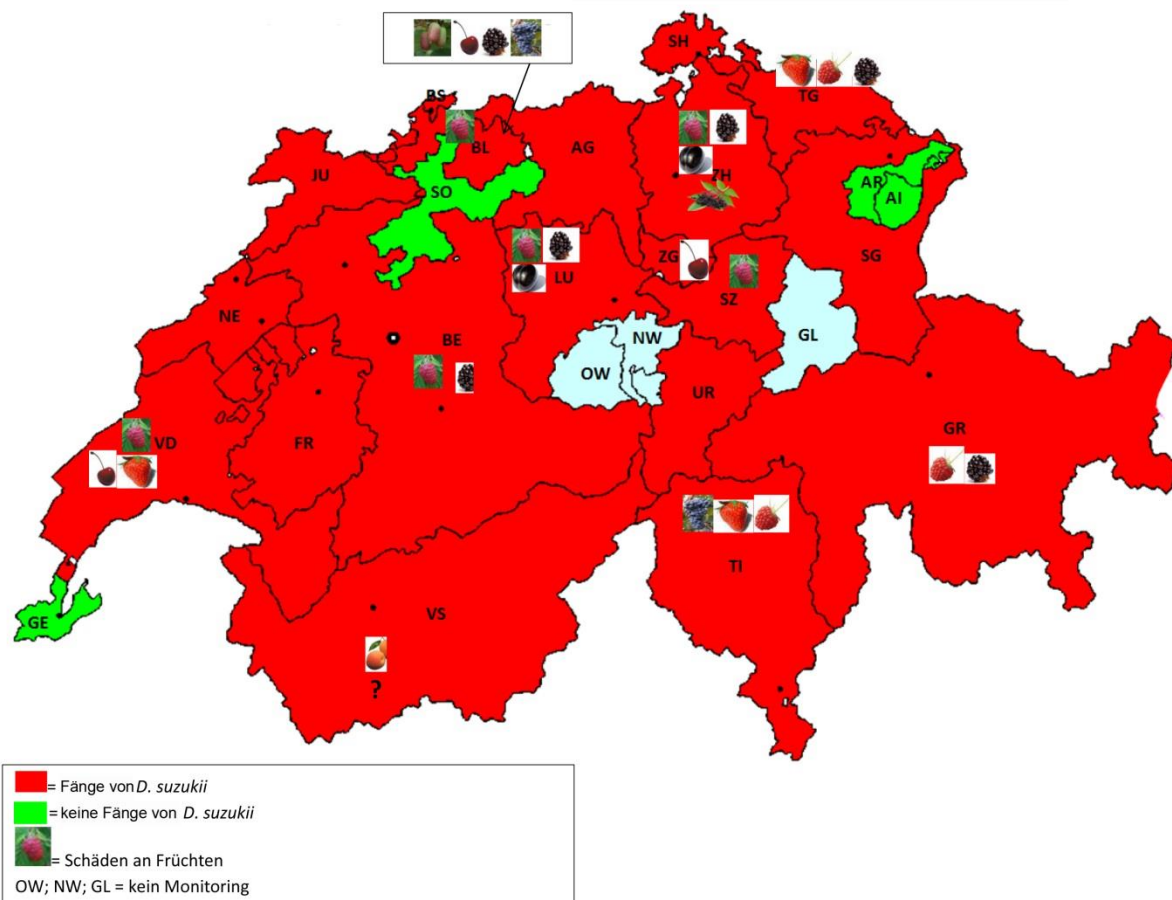 SH
TG
BS
BL
AG
ZH
JU
SO
AR
AI
ZG
LU
SZ
SG
NE
BE
NW
OW
GL
UR
VD
FR
GR
TI
GE
VS
?
= Fänge von D. suzukii
= keine Fänge von D. suzukii
= Schäden an Früchten
OW; NW; GL = kein Monitoring